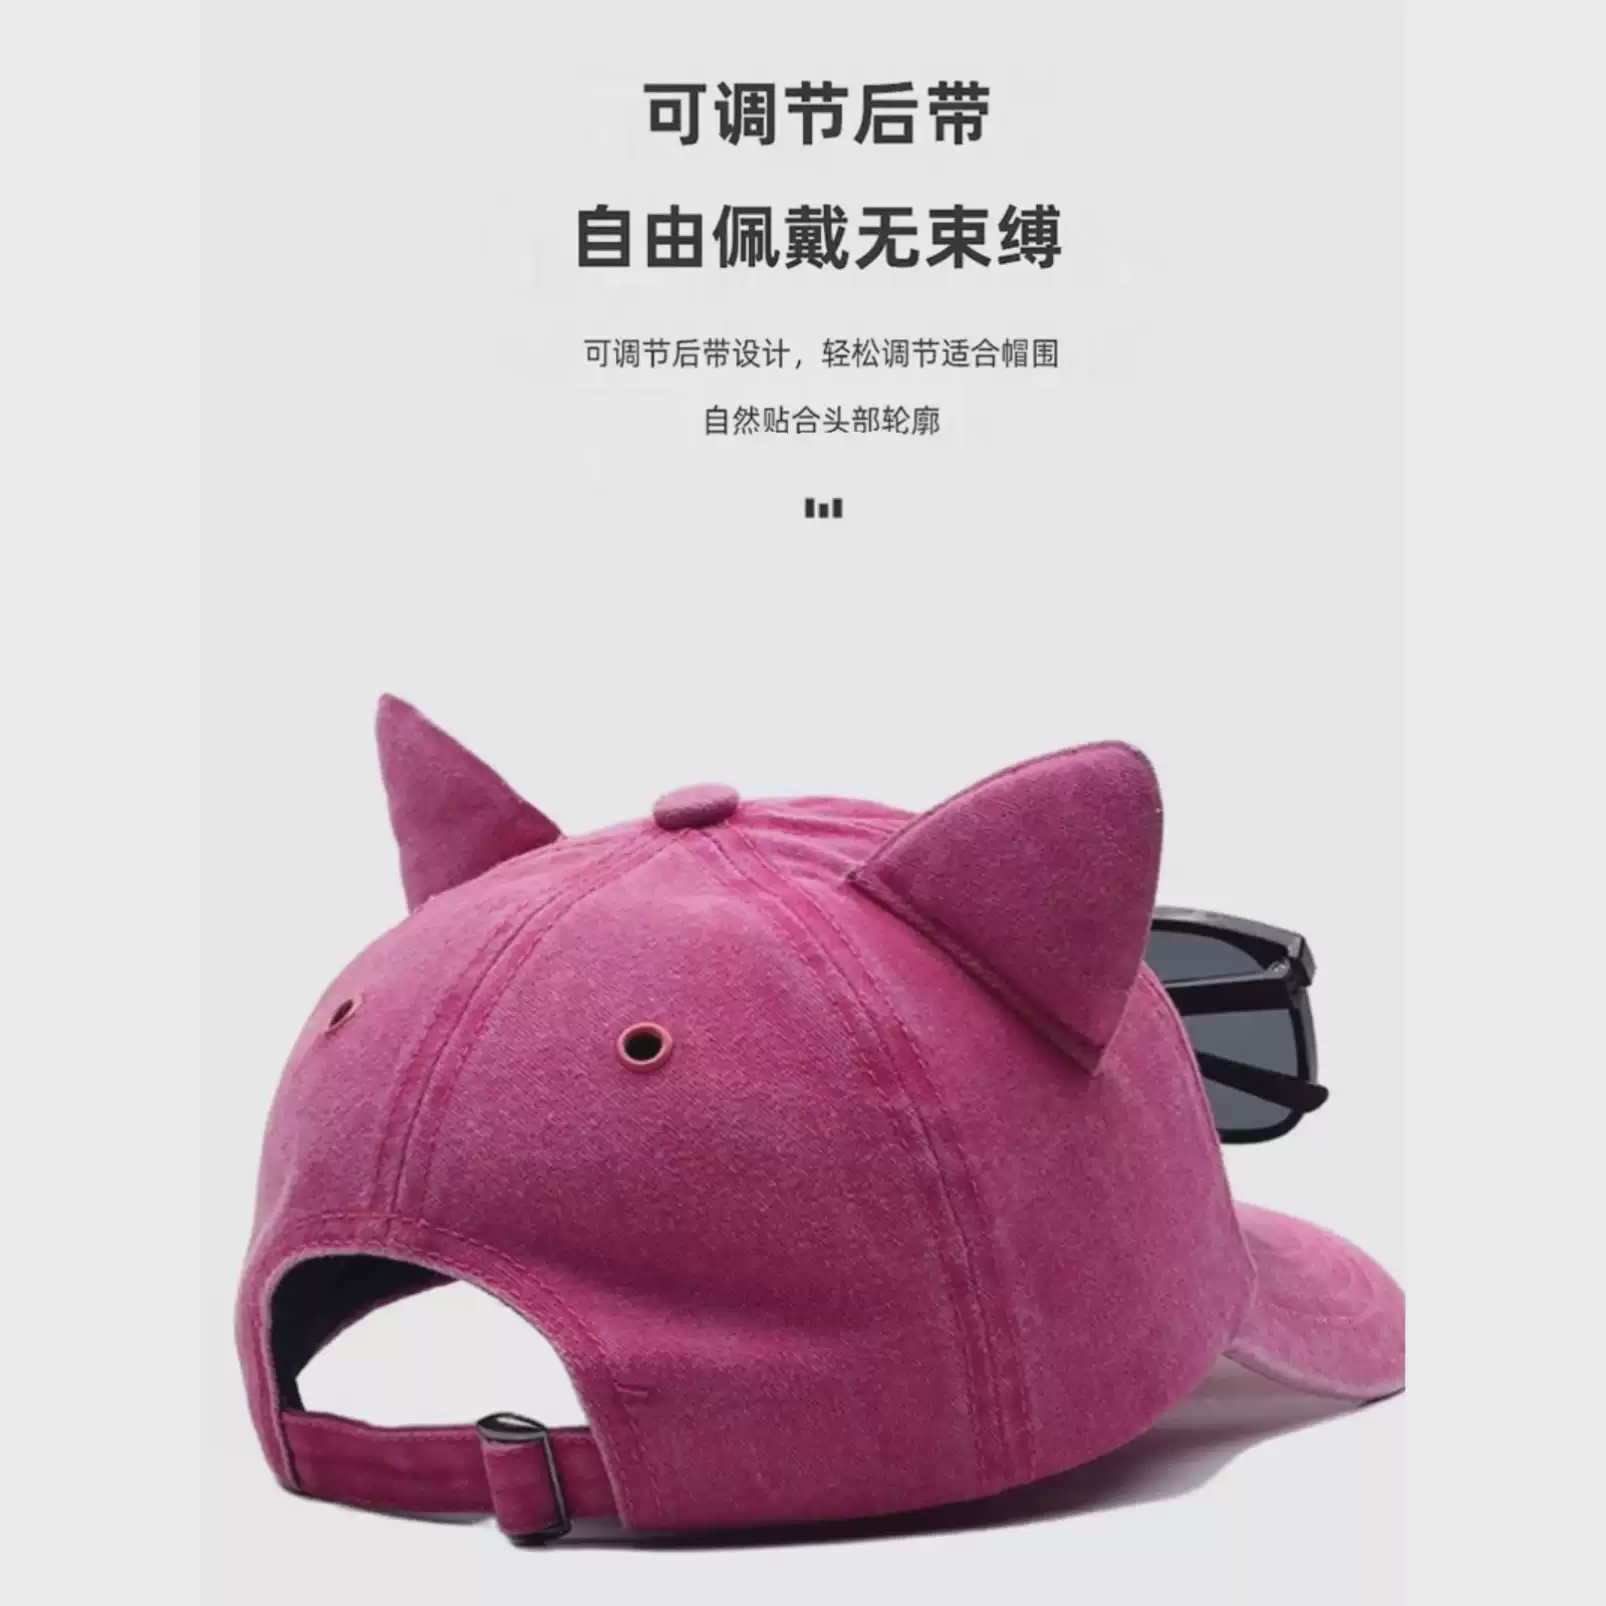 可调节后带
自由佩戴无束缚
可调节后带设计，轻松调节适合帽围
自然贴合头部轮廓